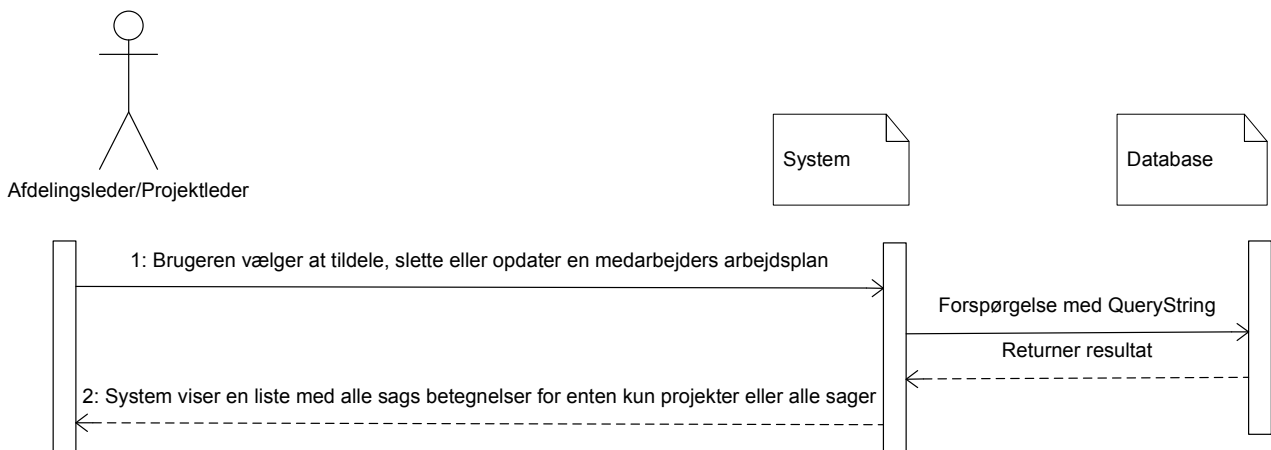 System
Database
Afdelingsleder/Projektleder
1: Brugeren vælger at tildele, slette eller opdater en medarbejders arbejdsplan
Forspørgelse med QueryString
Returner resultat
2: System viser en liste med alle sags betegnelser for enten kun projekter eller alle sager